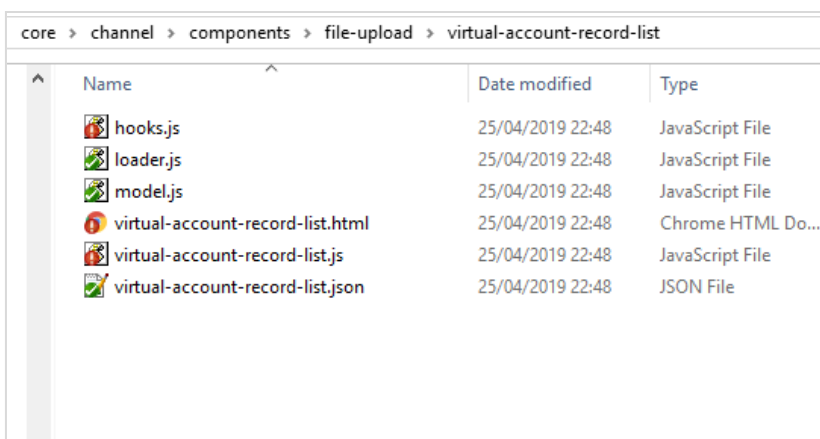 core > channel > components > file-upload > virtual-account-record-list
Name Date modified Type
hooks.js 25/04/2019 22:48 JavaScript File
loader.js 25/04/2019 22:48 JavaScript File
model.js 25/04/2019 22:48 JavaScript File
virtual-account-record-list.html 25/04/2019 22:48 Chrome HTML Do...
virtual-account-record-list.js 25/04/2019 22:48 JavaScript File
virtual-account-record-list.json 25/04/2019 22:48 JSON File